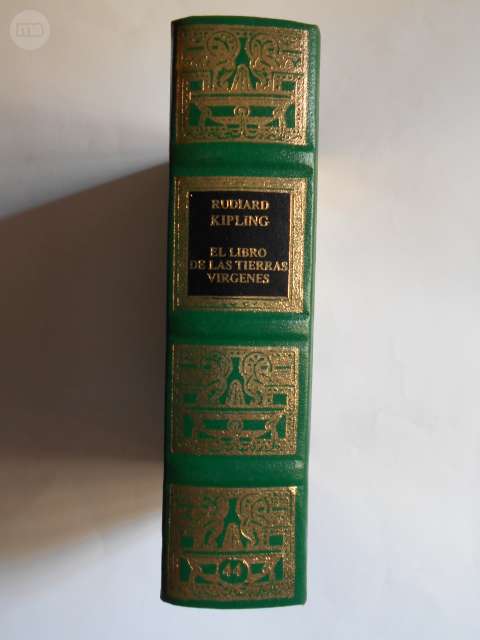 RUDIARD
KIPLING
EL LIBRO
DE LAS TIERRAS
VIRGENES
44